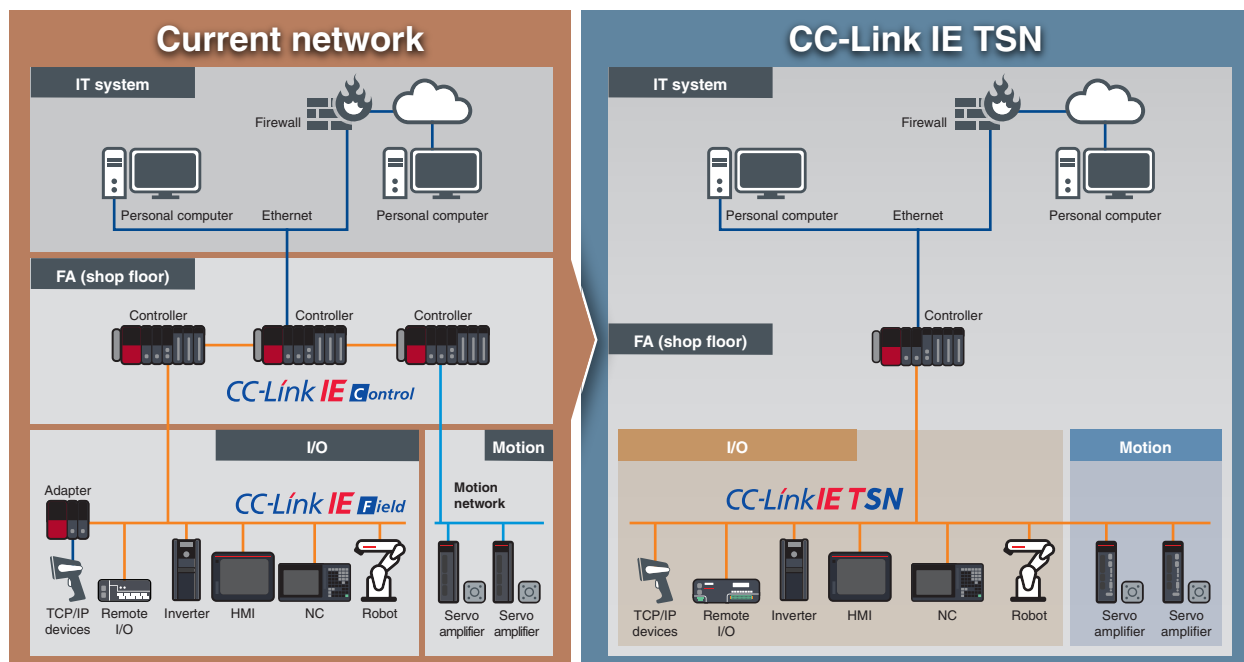 Current network
IT system
Firewall
Personal computer
Ethernet
Personal computer
FA (shop floor)
Controller
Controller
Controller
CC-Link IE Control
I/O
Motion
Adapter
CC-Link IE Field
Motion
network
TCP/IP
devices
Remote
I/O
Inverter
HMI
NC
Robot
Servo
amplifier
Servo
amplifier
CC-Link IE TSN
IT system
Firewall
Personal computer
Ethernet
Personal computer
Controller
FA (shop floor)
I/O
Motion
CC-Link IE TSN
TCP/IP
devices
Remote
I/O
Inverter
HMI
NC
Robot
Servo
amplifier
Servo
amplifier